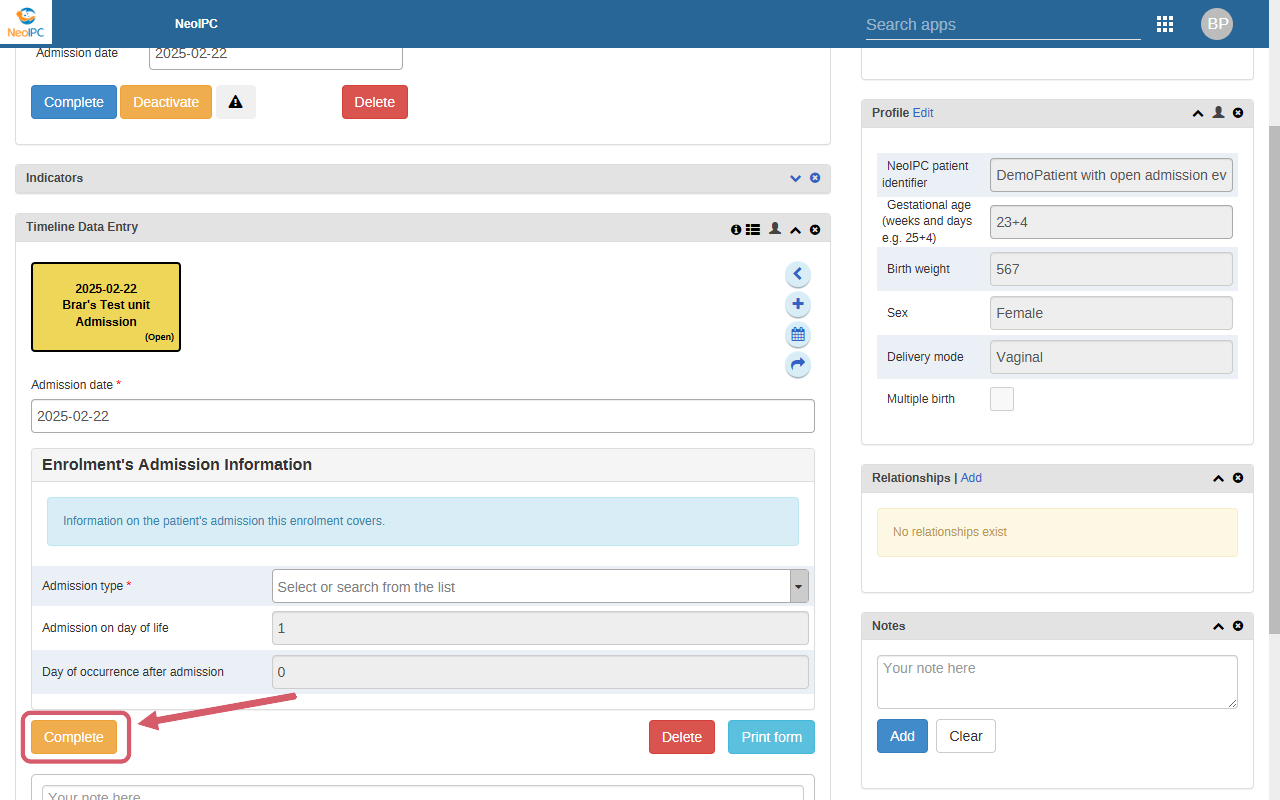 NeoIPC
NeoIPC
Search apps
BP
Admission date
2025-02-22
Complete
Deactivate
Delete
Indicators
Timeline Data Entry
2025-02-22
Brar's Test unit
Admission
(Open)
Admission date *
2025-02-22
Enrolment's Admission Information
Information on the patient's admission this enrolment covers.
Admission type *
Select or search from the list
Admission on day of life
1
Day of occurrence after admission
0
Complete
Delete
Print form
Your note here
Profile Edit
NeoIPC patient
identifier
DemoPatient with open admission ev
Gestational age
(weeks and days
e.g. 25+4)
23+4
Birth weight
567
Sex
Female
Delivery mode
Vaginal
Multiple birth
Relationships | Add
No relationships exist
Notes
Your note here
Add
Clear